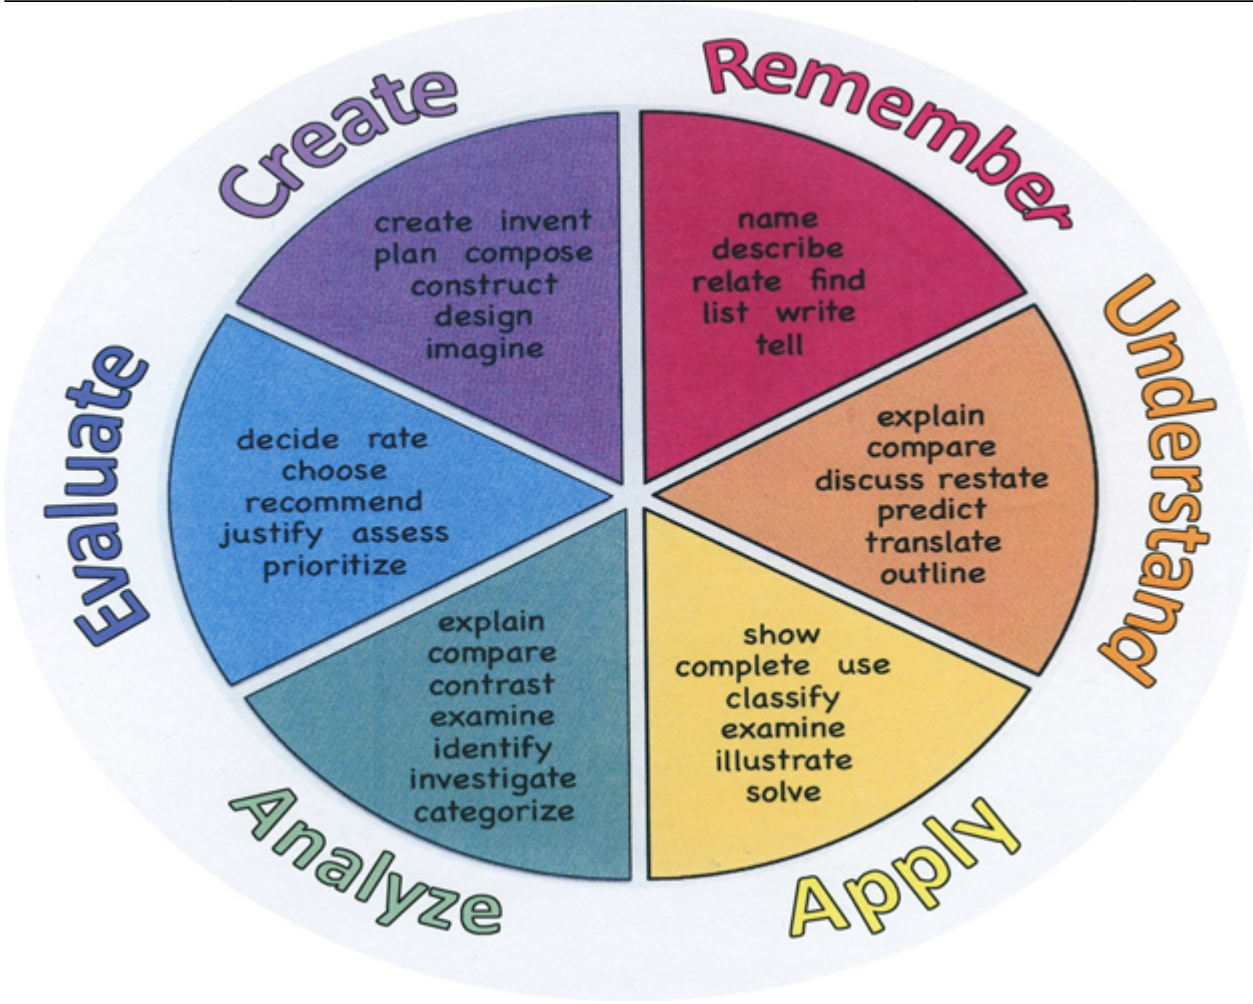 Remember
name
describe
relate find
list write
tell
Understand
explain
compare
discuss restate
predict
translate
outline
Apply
show
complete use
classify
examine
illustrate
solve
Analyze
explain
compare
contrast
examine
identify
investigate
categorize
Evaluate
decide rate
choose
recommend
justify assess
prioritize
Create
create invent
plan compose
construct
design
imagine